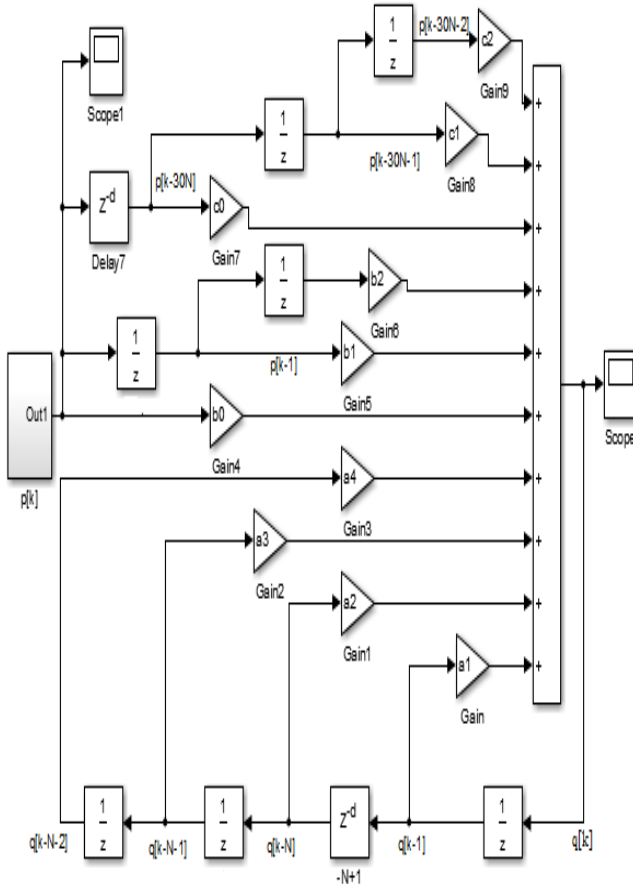 1
z
p[k-30N-2]
c2
Gain9
+
Scope1
1
z
c1
Gain8
+
p[k-30N]
p[k-30N-1]
Z-d
c0
Delay7
Gain7
+
1
z
b2
Gain6
+
1
z
p[k-1]
b1
Gain5
+
Out1
p[k]
b0
Gain4
+
Scope
a4
Gain3
+
a3
Gain2
+
a2
Gain1
+
a1
Gain
+
1
z
1
z
Z-d
1
z
q[k-N-2]
q[k-N-1]
q[k-N]
q[k-1]
q[k]
-N+1